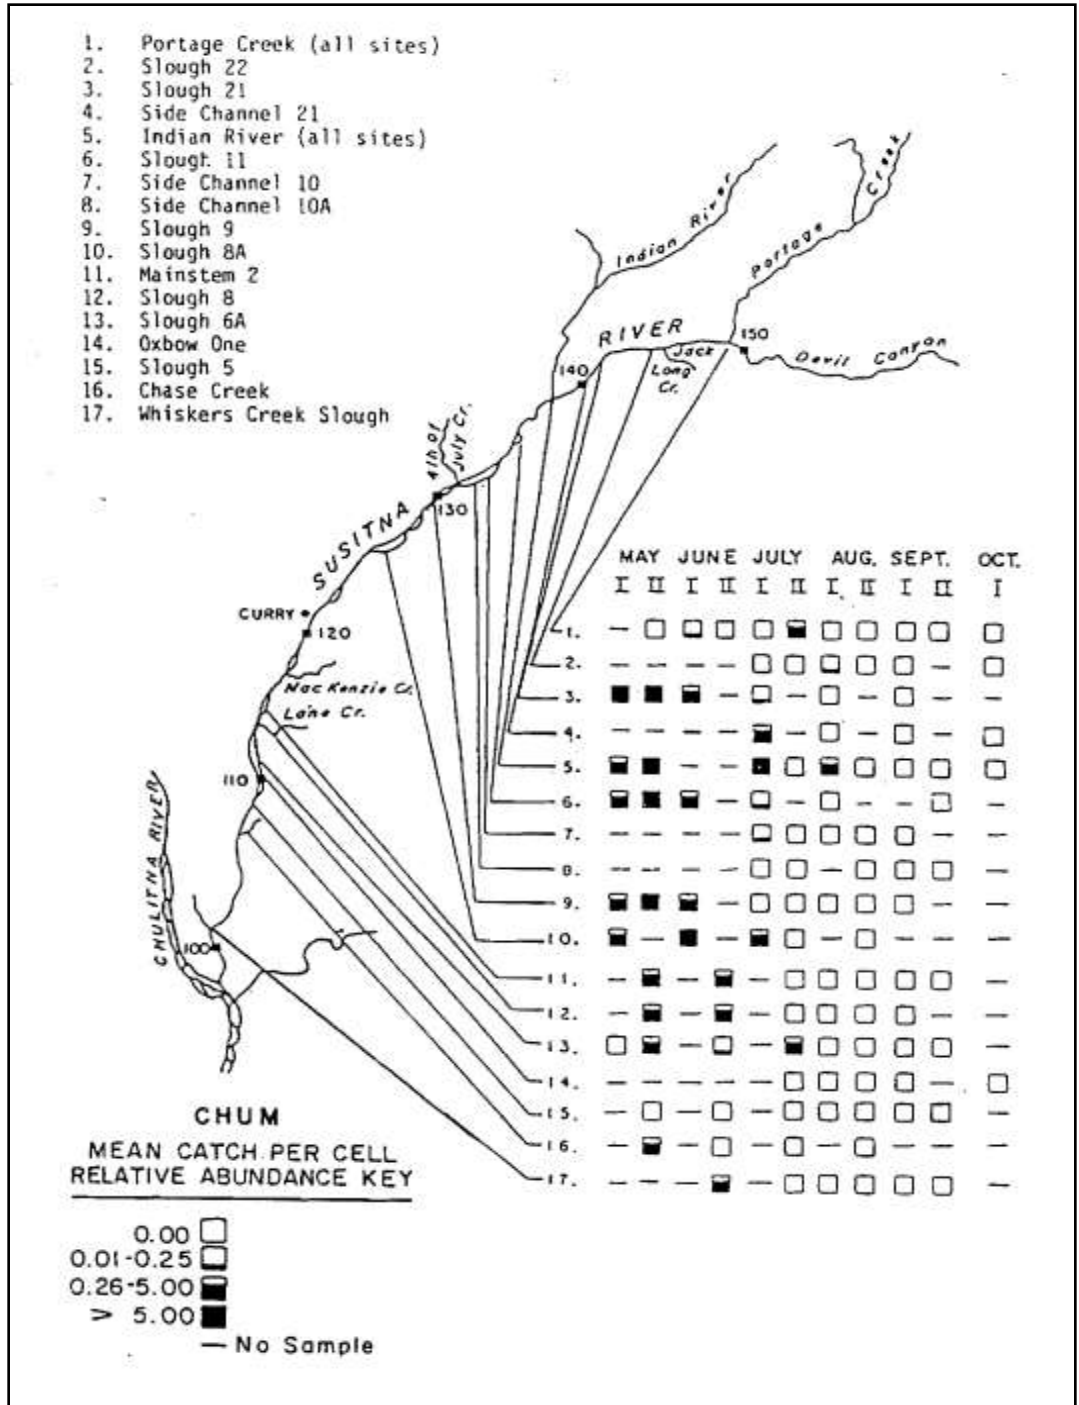 1. Portage Creek (all sites)
2. Slough 22
3. Slough 21
4. Side Channel 21
5. Indian River (all sites)
6. Slough 11
7. Side Channel 10
8. Side Channel 10A
9. Slough 9
10. Slough 8A
11. Mainstem 2
12. Slough 8
13. Slough 6A
14. Oxbow One
15. Slough 5
16. Chase Creek
17. Whiskers Creek Slough
Indian River
Portage Creek
RIVER
150
Jack
Long
Cr.
Devil Canyon
140
4th of
July Cr.
130
SUSITNA
CURRY
120
MacKenzie Cr.
Lane Cr.
110
CHULITNA RIVER
100
MAY JUNE JULY AUG. SEPT. OCT.
I II I II I II I II I II I
1.
2.
3.
4.
5.
6.
7.
8.
9.
10.
11.
12.
13.
14.
15.
16.
17.
CHUM
MEAN CATCH PER CELL
RELATIVE ABUNDANCE KEY
0.00
0.01-0.25
0.26-5.00
> 5.00
— No Sample